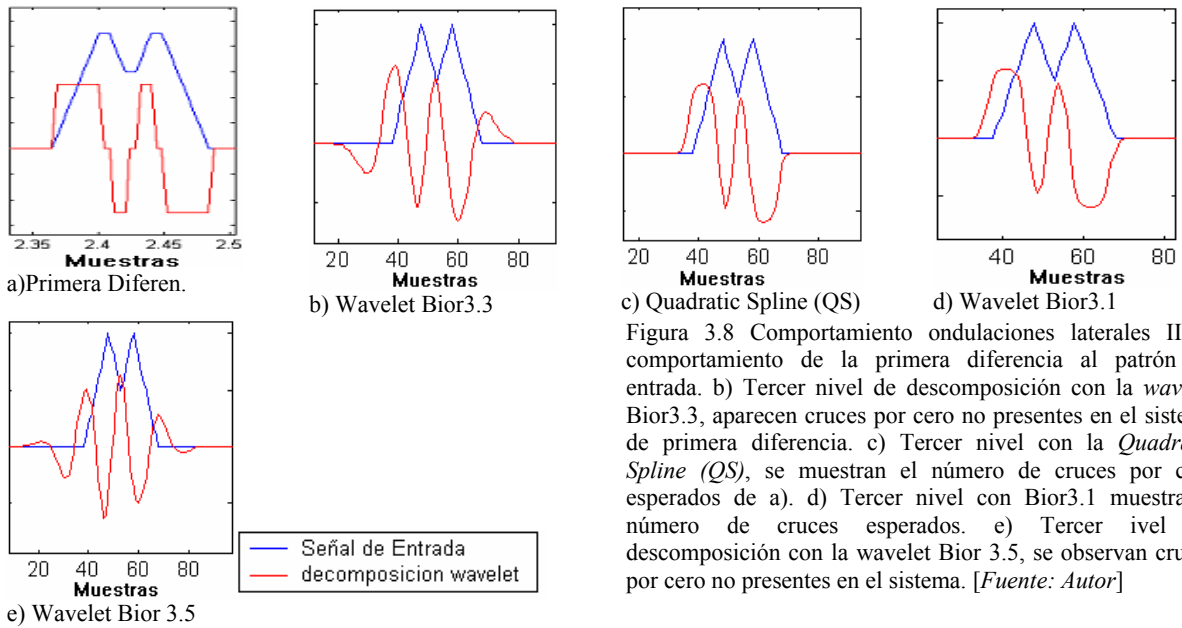 2.35 2.4 2.45 2.5
Muestras
a)Primera Diferen.
20 40 60 80
Muestras
b) Wavelet Bior3.3
20 40 60 80
Muestras
c) Quadratic Spline (QS)
40 60 80
Muestras
d) Wavelet Bior3.1
20 40 60 80
Muestras
e) Wavelet Bior 3.5
Señal de Entrada
decomposicion wavelet
Figura 3.8 Comportamiento ondulaciones laterales II
comportamiento de la primera diferencia al patrón
entrada. b) Tercer nivel de descomposición con la wav
Bior3.3, aparecen cruces por cero no presentes en el siste
de primera diferencia. c) Tercer nivel con la Quadra
Spline (QS), se muestran el número de cruces por c
esperados de a). d) Tercer nivel con Bior3.1 muestra
número de cruces esperados. e) Tercer ivel
descomposición con la wavelet Bior 3.5, se observan cru
por cero no presentes en el sistema. [Fuente: Autor]